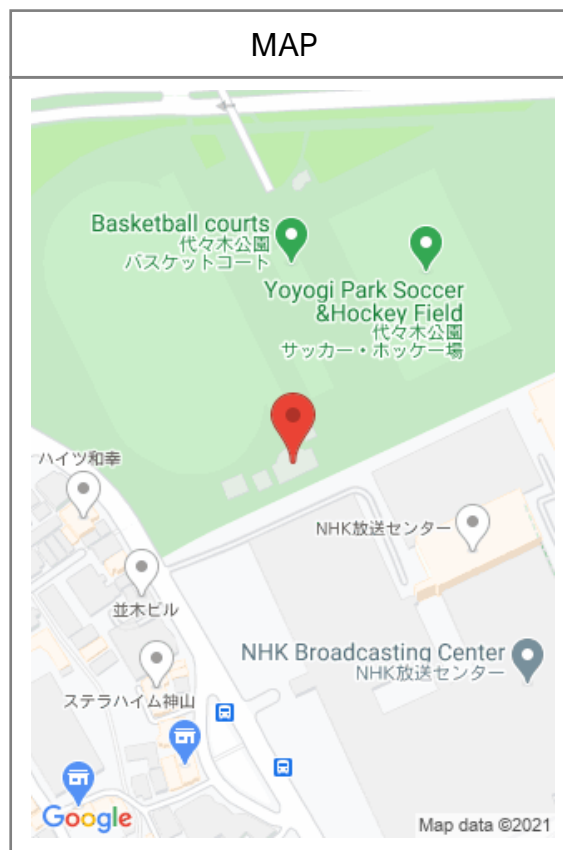 MAP
Basketball courts
代々木公園
バスケットコート
Yoyogi Park Soccer
&Hockey Field
代々木公園
サッカー・ホッケー場
ハイツ和幸
NHK放送センター
並木ビル
NHK Broadcasting Center
NHK放送センター
ステラハイム神山
Google
Map data ©2021